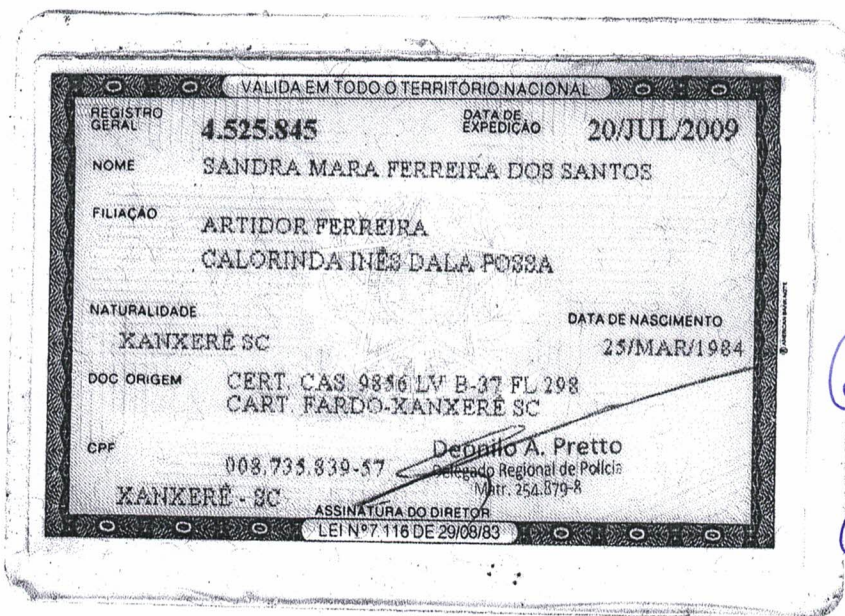 VÁLIDA EM TODO O TERRITÓRIO NACIONAL
REGISTRO GERAL 4.525.845 DATA DE EXPEDIÇÃO 20/JUL/2009
NOME SANDRA MARA FERREIRA DOS SANTOS
FILIAÇÃO ARTIDOR FERREIRA
CALORINDA INÊS DALA POSSA
NATURALIDADE DATA DE NASCIMENTO
XANXERÊ SC 25/MAR/1984
DOC ORIGEM CERT. CAS. 9856 LV B-37 FL 298
CART. FARDO-XANXERÊ SC
CPF 008.735.839-57 Deonilo A. Pretto
Delegado Regional de Polícia
XANXERÊ - SC Matr. 254.879-8
ASSINATURA DO DIRETOR
LEI Nº 7.116 DE 29/08/83